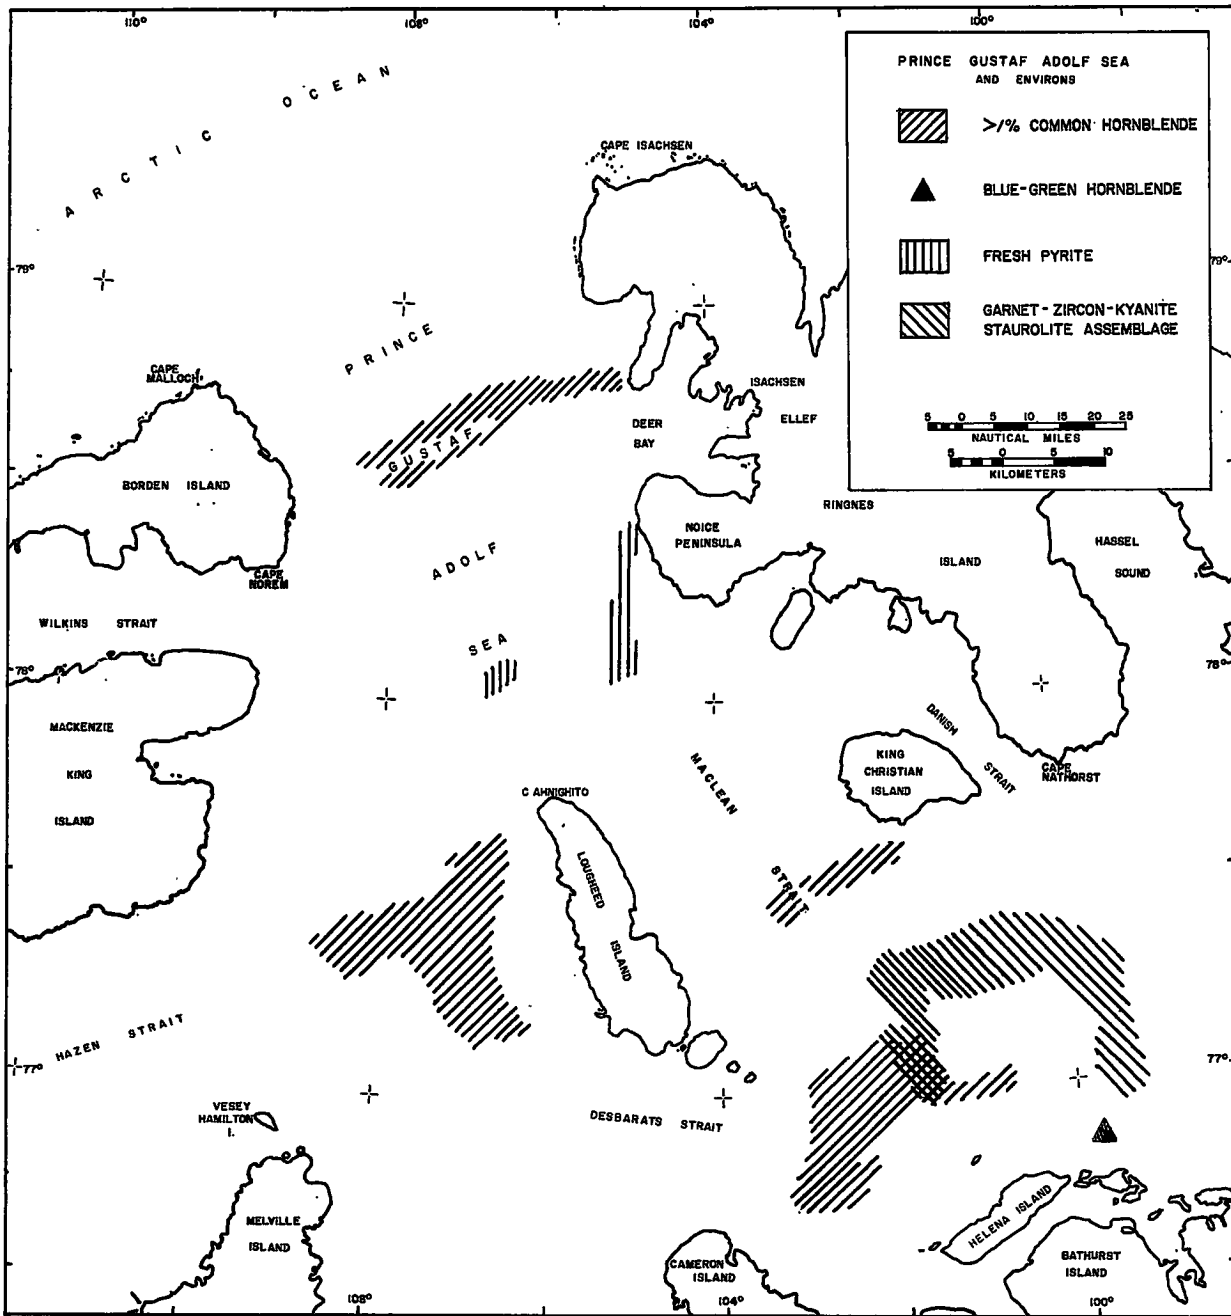 110°
108°
104°
100°
PRINCE GUSTAF ADOLF SEA
AND ENVIRONS
>/% COMMON HORNBLENDE
BLUE-GREEN HORNBLENDE
FRESH PYRITE
GARNET-ZIRCON-KYANITE
STAUROLITE ASSEMBLAGE
5 0 5 10 15 20 25
NAUTICAL MILES
5 0 5 10
KILOMETERS
ARCTIC OCEAN
CAPE ISACHSEN
79°
79°
PRINCE
GUSTAF
ADOLF
SEA
CAPE
MALLOCH
BORDEN ISLAND
CAPE
NOREM
ISACHSEN
ELLEF
RINGNES
ISLAND
DEER
BAY
NOICE
PENINSULA
HASSEL
SOUND
WILKINS STRAIT
78°
78°
MACKENZIE
KING
ISLAND
DANISH
STRAIT
KING
CHRISTIAN
ISLAND
CAPE
NATHORST
MACLEAN
STRAIT
C AHNIGHITO
LOUGHEED
ISLAND
HAZEN STRAIT
77°
77°
DESBARATS STRAIT
VESEY
HAMILTON
I.
MELVILLE
ISLAND
CAMERON
ISLAND
HELENA ISLAND
BATHURST
ISLAND
108°
104°
100°